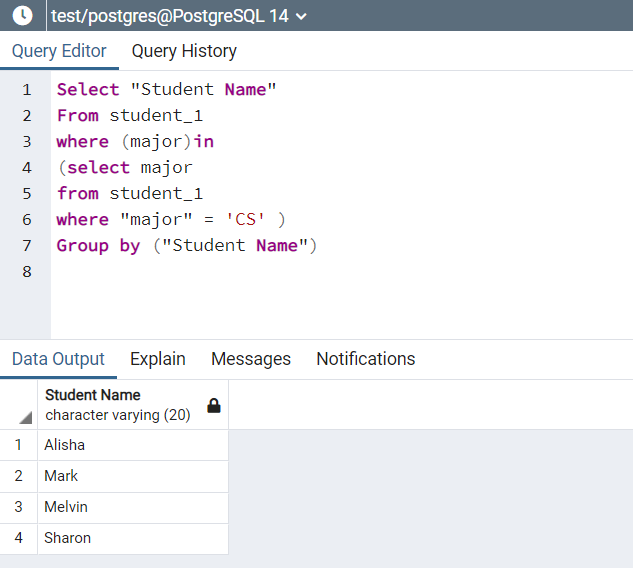 test/postgres@PostgreSQL 14
Query Editor Query History
1 Select "Student Name"
2 From student_1
3 where (major)in
4 (select major
5 from student_1
6 where "major" = 'CS' )
7 Group by ("Student Name")
8
Data Output Explain Messages Notifications
Student Name
character varying (20)
1 Alisha
2 Mark
3 Melvin
4 Sharon